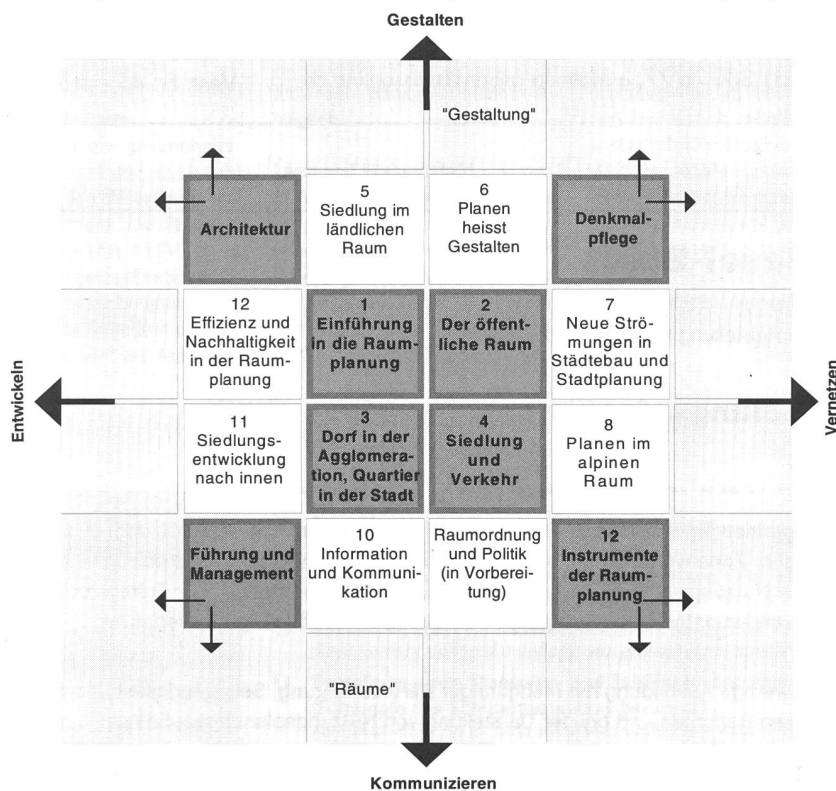 Gestalten
"Gestaltung"
Architektur
5
Siedlung im
ländlichen
Raum
6
Planen
heisst
Gestalten
Denkmal-
pflege
12
Effizienz und
Nachhaltigkeit
in der Raum-
planung
1
Einführung
in die Raum-
planung
2
Der öffent-
liche Raum
7
Neue Strö-
mungen in
Städtebau und
Stadtplanung
Entwickeln
Vernetzen
11
Siedlungs-
entwicklung
nach innen
3
Dorf in der
Agglomera-
tion, Quartier
in der Stadt
4
Siedlung
und
Verkehr
8
Planen im
alpinen
Raum
Führung und
Management
10
Information
und Kommuni-
kation
Raumordnung
und Politik
(in Vorberei-
tung)
12
Instrumente
der Raum-
planung
"Räume"
Kommunizieren